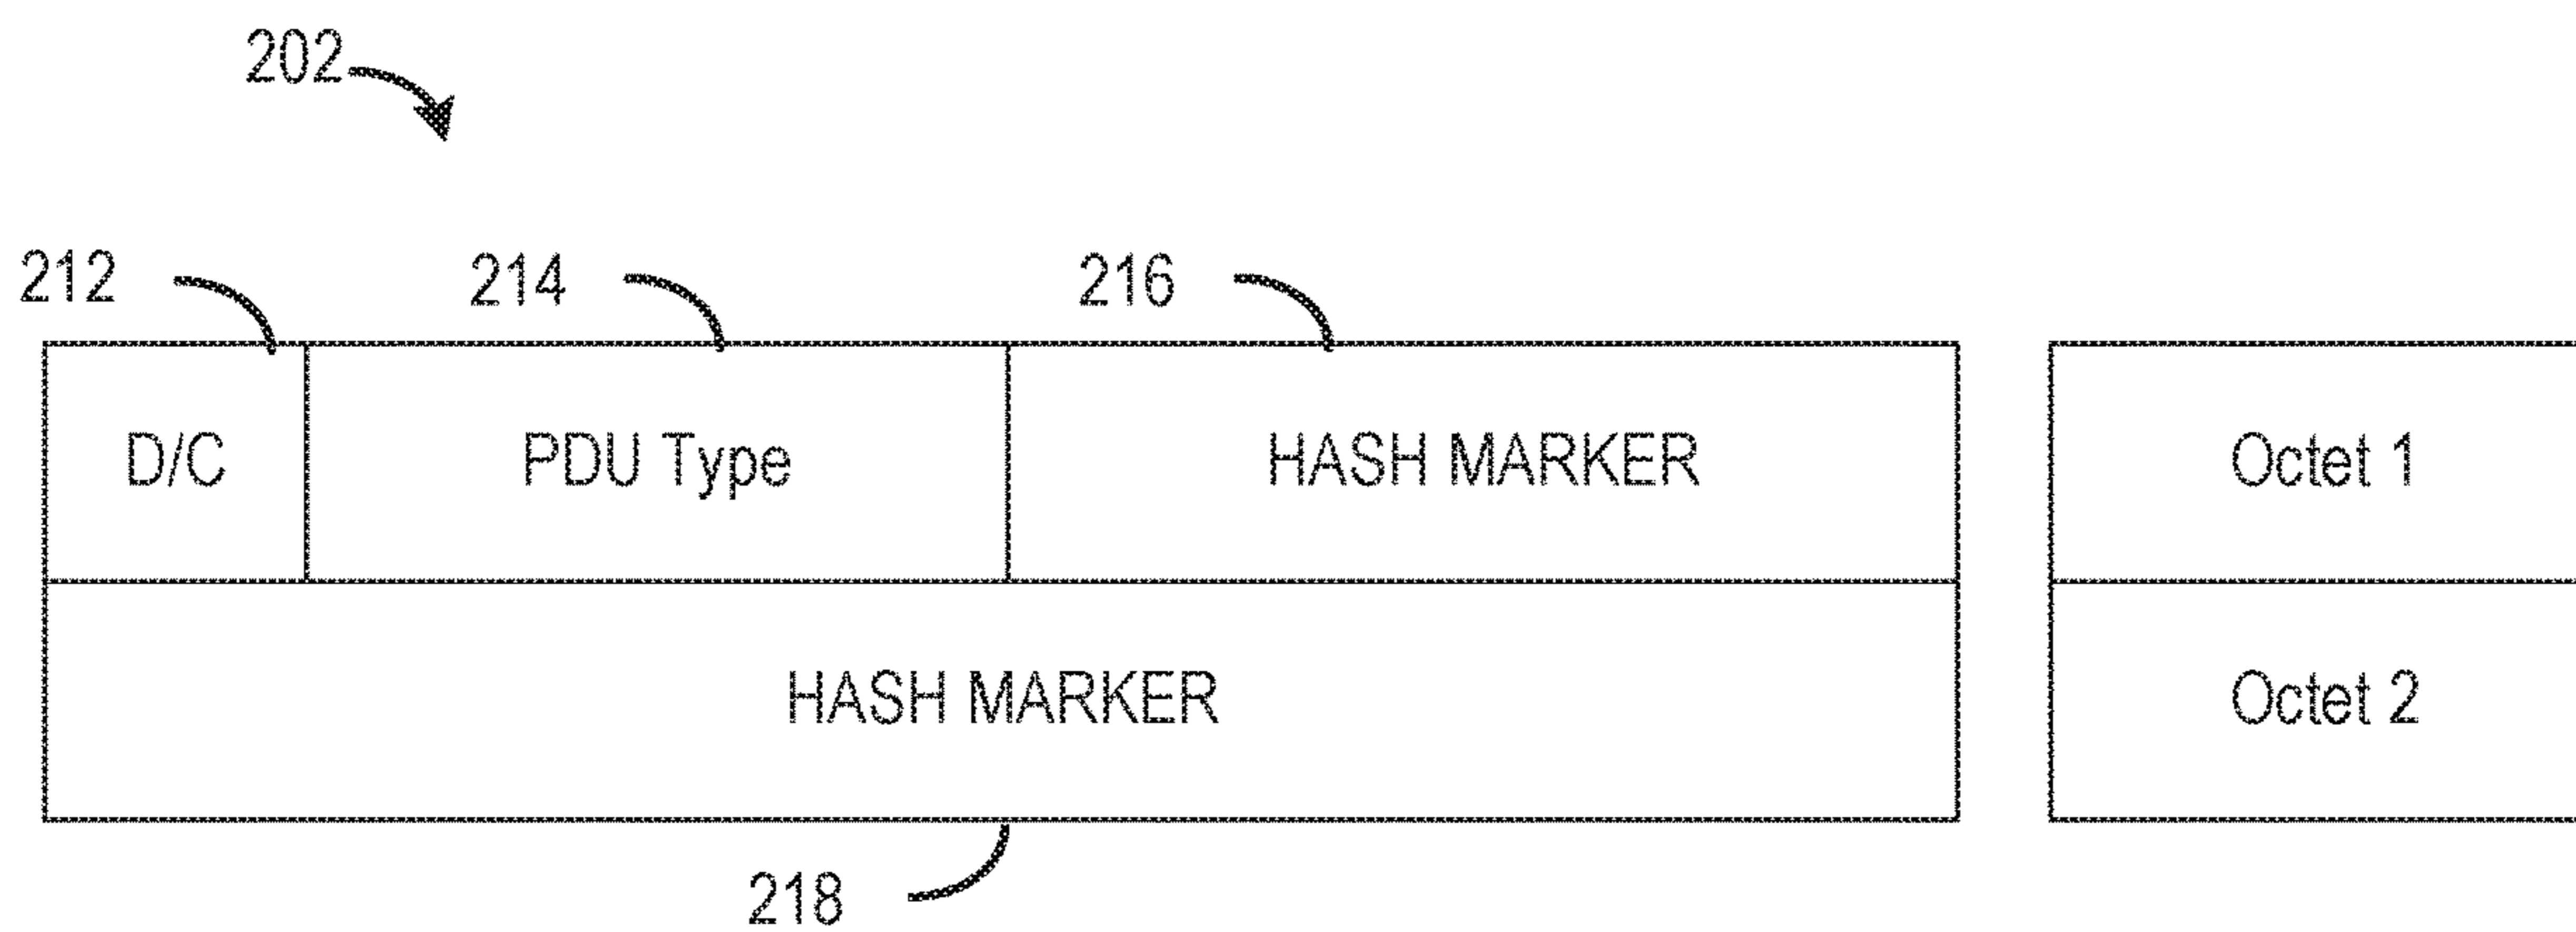 202
212 214 216
D/C PDU Type HASH MARKER Octet 1
HASH MARKER Octet 2
218